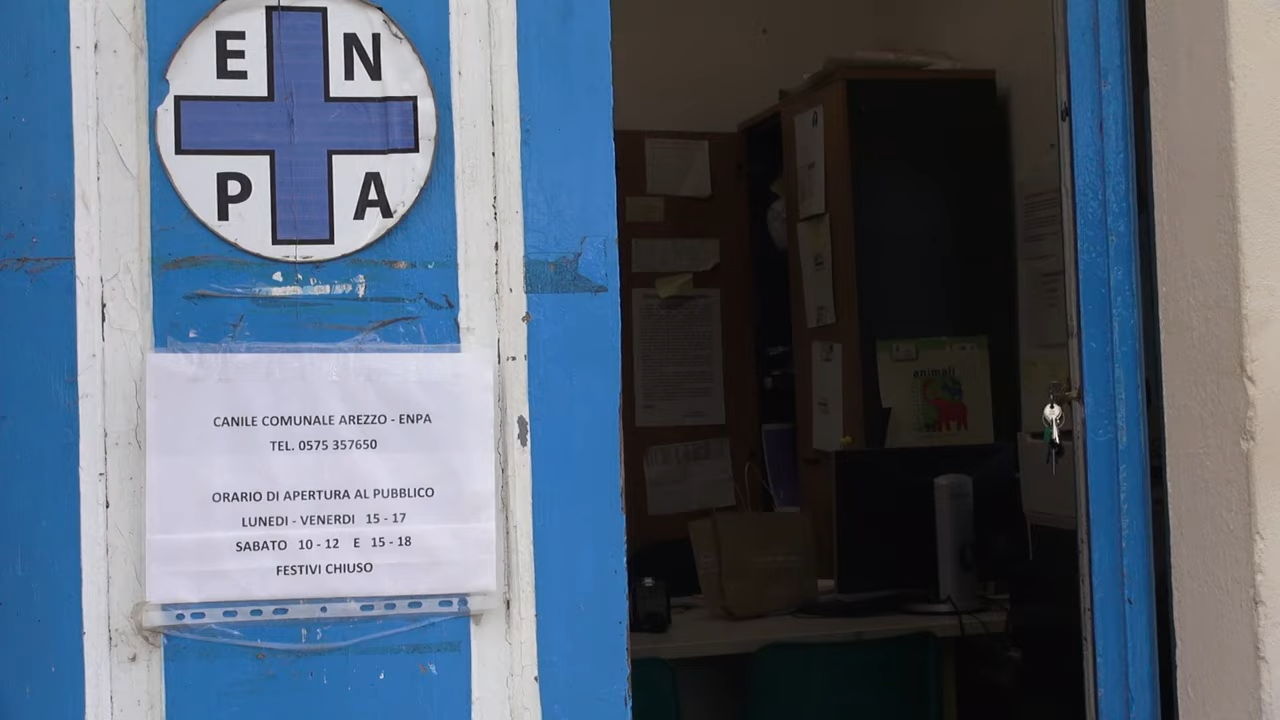 E N
P A
CANILE COMUNALE AREZZO - ENPA
TEL. 0575 357650
ORARIO DI APERTURA AL PUBBLICO
LUNEDI - VENERDI 15 - 17
SABATO 10 - 12 E 15 - 18
FESTIVI CHIUSO
animali